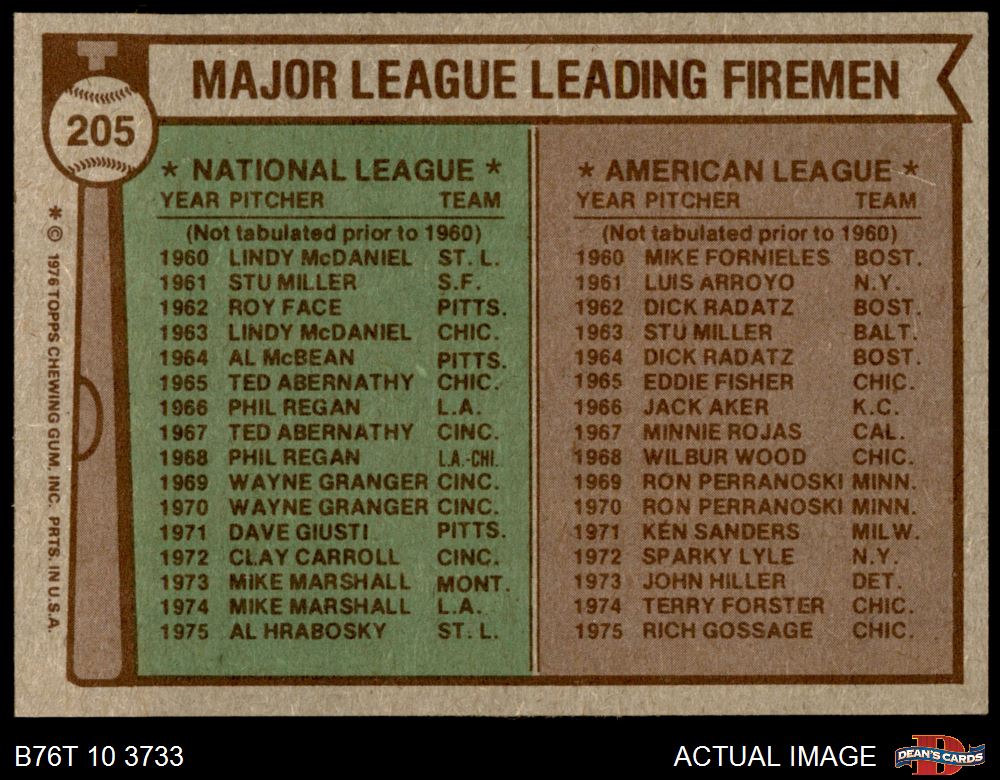 MAJOR LEAGUE LEADING FIREMEN
205
* NATIONAL LEAGUE *
YEAR PITCHER TEAM
(Not tabulated prior to 1960)
1960 LINDY McDANIEL ST. L.
1961 STU MILLER S.F.
1962 ROY FACE PITTS.
1963 LINDY McDANIEL CHIC.
1964 AL McBEAN PITTS.
1965 TED ABERNATHY CHIC.
1966 PHIL REGAN L.A.
1967 TED ABERNATHY CINC.
1968 PHIL REGAN L.A.-CHI.
1969 WAYNE GRANGER CINC.
1970 WAYNE GRANGER CINC.
1971 DAVE GIUSTI PITTS.
1972 CLAY CARROLL CINC.
1973 MIKE MARSHALL MONT.
1974 MIKE MARSHALL L.A.
1975 AL HRABOSKY ST. L.
* AMERICAN LEAGUE *
YEAR PITCHER TEAM
(Not tabulated prior to 1960)
1960 MIKE FORNIELES BOST.
1961 LUIS ARROYO N.Y.
1962 DICK RADATZ BOST.
1963 STU MILLER BALT.
1964 DICK RADATZ BOST.
1965 EDDIE FISHER CHIC.
1966 JACK AKER K.C.
1967 MINNIE ROJAS CAL.
1968 WILBUR WOOD CHIC.
1969 RON PERRANOSKI MINN.
1970 RON PERRANOSKI MINN.
1971 KEN SANDERS MILW.
1972 SPARKY LYLE N.Y.
1973 JOHN HILLER DET.
1974 TERRY FORSTER CHIC.
1975 RICH GOSSAGE CHIC.
* © 1976 TOPPS CHEWING GUM, INC. PRTS. IN U.S.A.
B76T 10 3733
ACTUAL IMAGE
D
DEAN'S CARDS